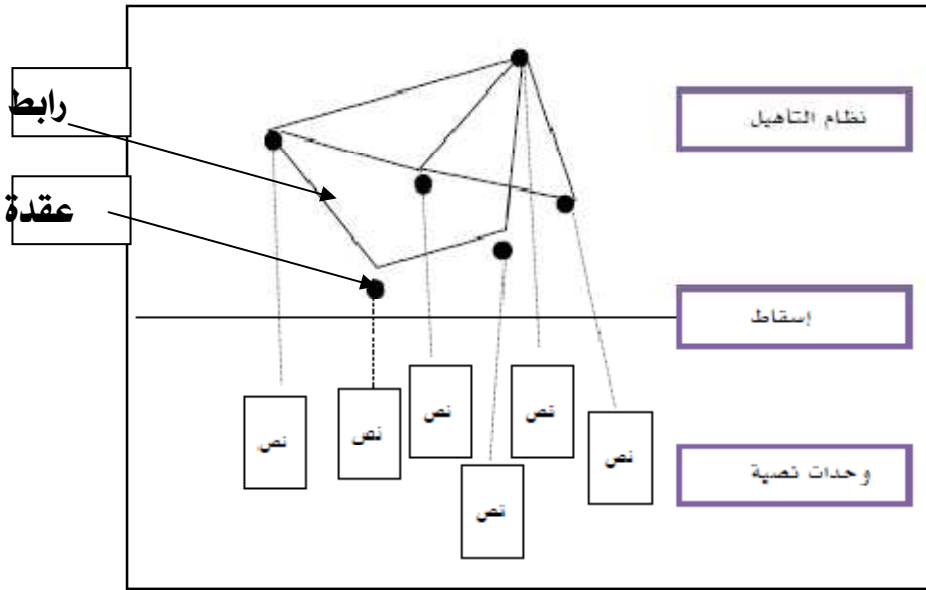 رابط
عقدة
نظام التأهيل
إسقاط
وحدات نصية
نص
نص
نص
نص
نص
نص